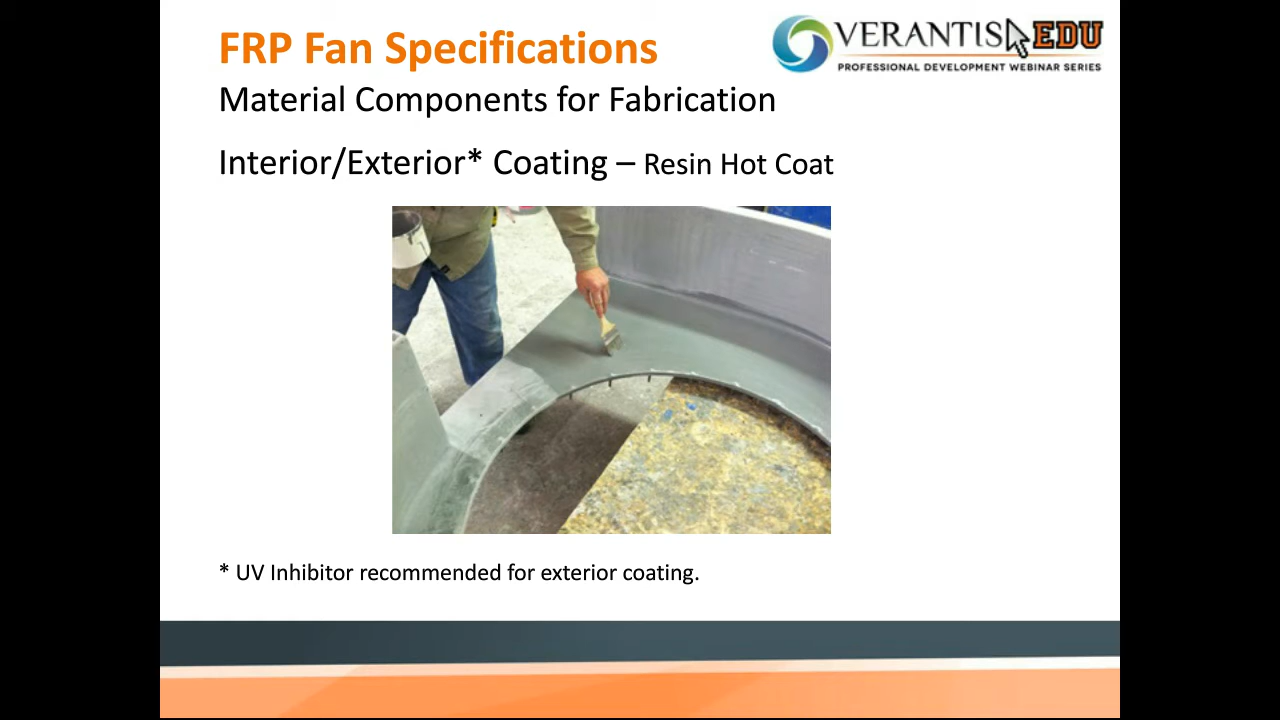 FRP Fan Specifications
VERANTIS EDU
PROFESSIONAL DEVELOPMENT WEBINAR SERIES
Material Components for Fabrication
Interior/Exterior* Coating – Resin Hot Coat
* UV Inhibitor recommended for exterior coating.